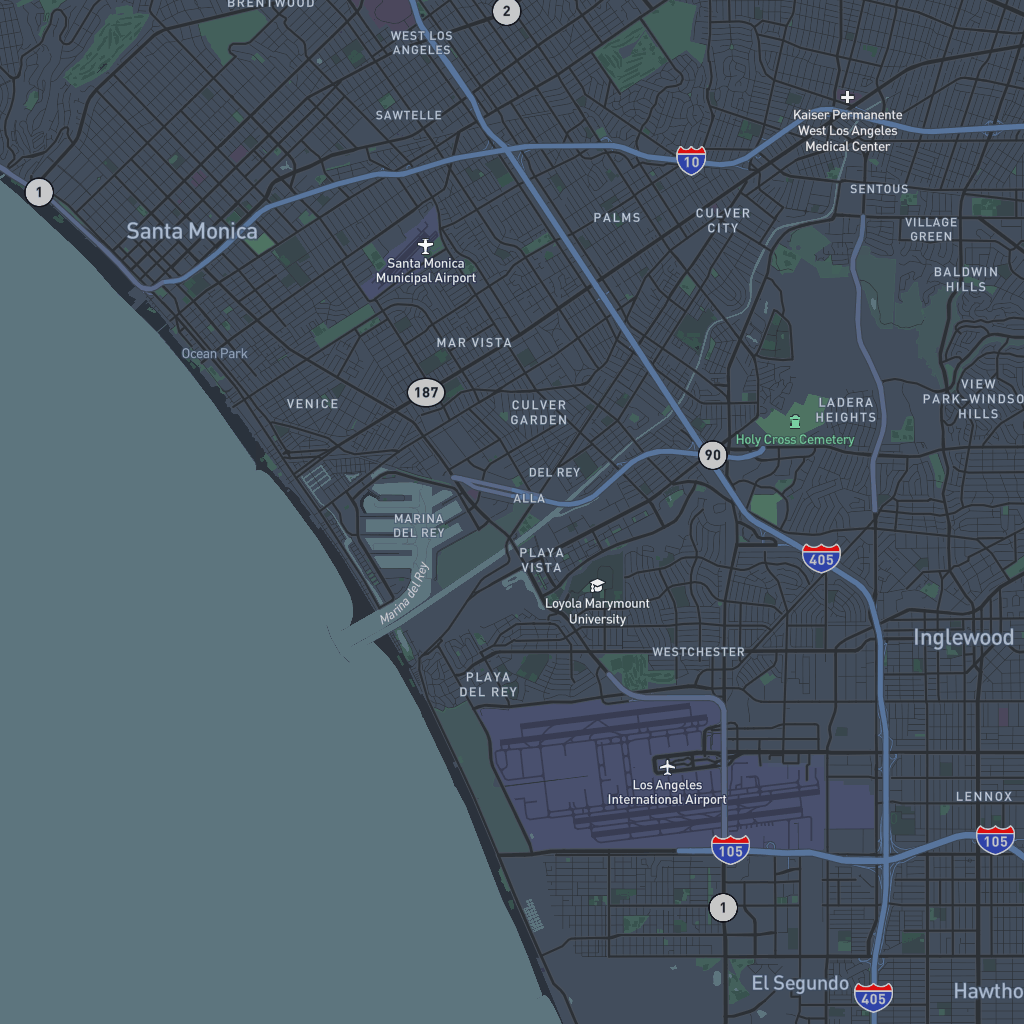 BRENTWOOD
2
WEST LOS
ANGELES
SAWTELLE
Kaiser Permanente
West Los Angeles
Medical Center
10
1
SENTOUS
PALMS
CULVER
CITY
VILLAGE
GREEN
Santa Monica
Santa Monica
Municipal Airport
BALDWIN
HILLS
MAR VISTA
Ocean Park
187
VENICE
CULVER
GARDEN
LADERA
HEIGHTS
VIEW
PARK–WINDSO
HILLS
Holy Cross Cemetery
90
DEL REY
ALLA
MARINA
DEL REY
PLAYA
VISTA
405
Marina del Rey
Loyola Marymount
University
Inglewood
WESTCHESTER
PLAYA
DEL REY
Los Angeles
International Airport
LENNOX
105
105
1
El Segundo
405
Hawtho